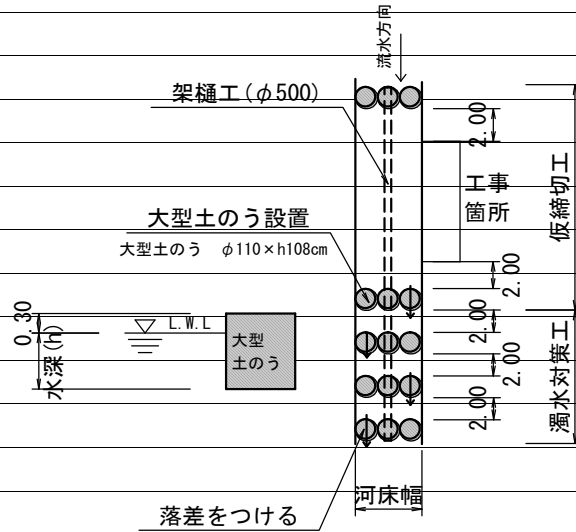 流水方向
架樋工(φ500)
2.00
工事
箇所
仮締切工
大型土のう設置
大型土のう φ110×h108cm
2.00
0.30
L.W.L
水深(h)
大型
土のう
2.00
2.00
2.00
濁水対策工
河床幅
落差をつける